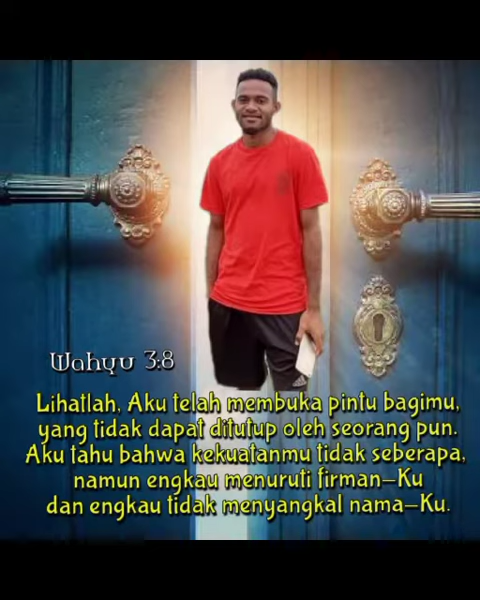 Wahyu 3:8
Lihatlah, Aku telah membuka pintu bagimu,
yang tidak dapat ditutup oleh seorang pun.
Aku tahu bahwa kekuatanmu tidak seberapa,
namun engkau menuruti firman-Ku
dan engkau tidak menyangkal nama-Ku.